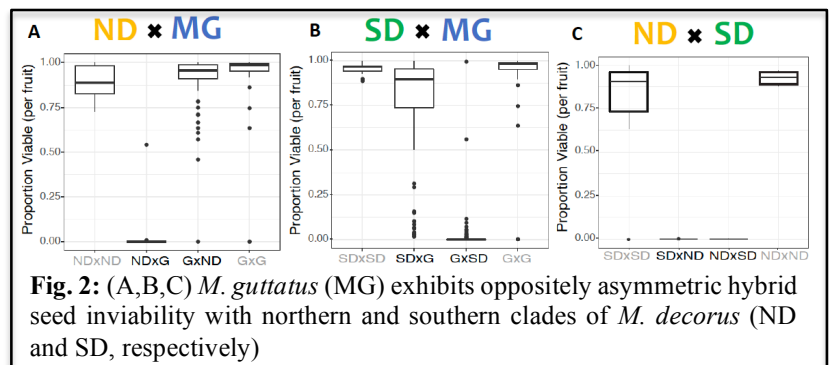 A ND × MG
Proportion Viable (per fruit)
1.00
0.75
0.50
0.25
0.00
NDxND NDxG GxND GxG
B SD × MG
Proportion Viable (per fruit)
1.00
0.75
0.50
0.25
0.00
SDxSD SDxG GxSD GxG
C ND × SD
Proportion Viable (per fruit)
1.00
0.75
0.50
0.25
0.00
SDxSD SDxND NDxSD NDxND
Fig. 2: (A,B,C) M. guttatus (MG) exhibits oppositely asymmetric hybrid
seed inviability with northern and southern clades of M. decorus (ND
and SD, respectively)